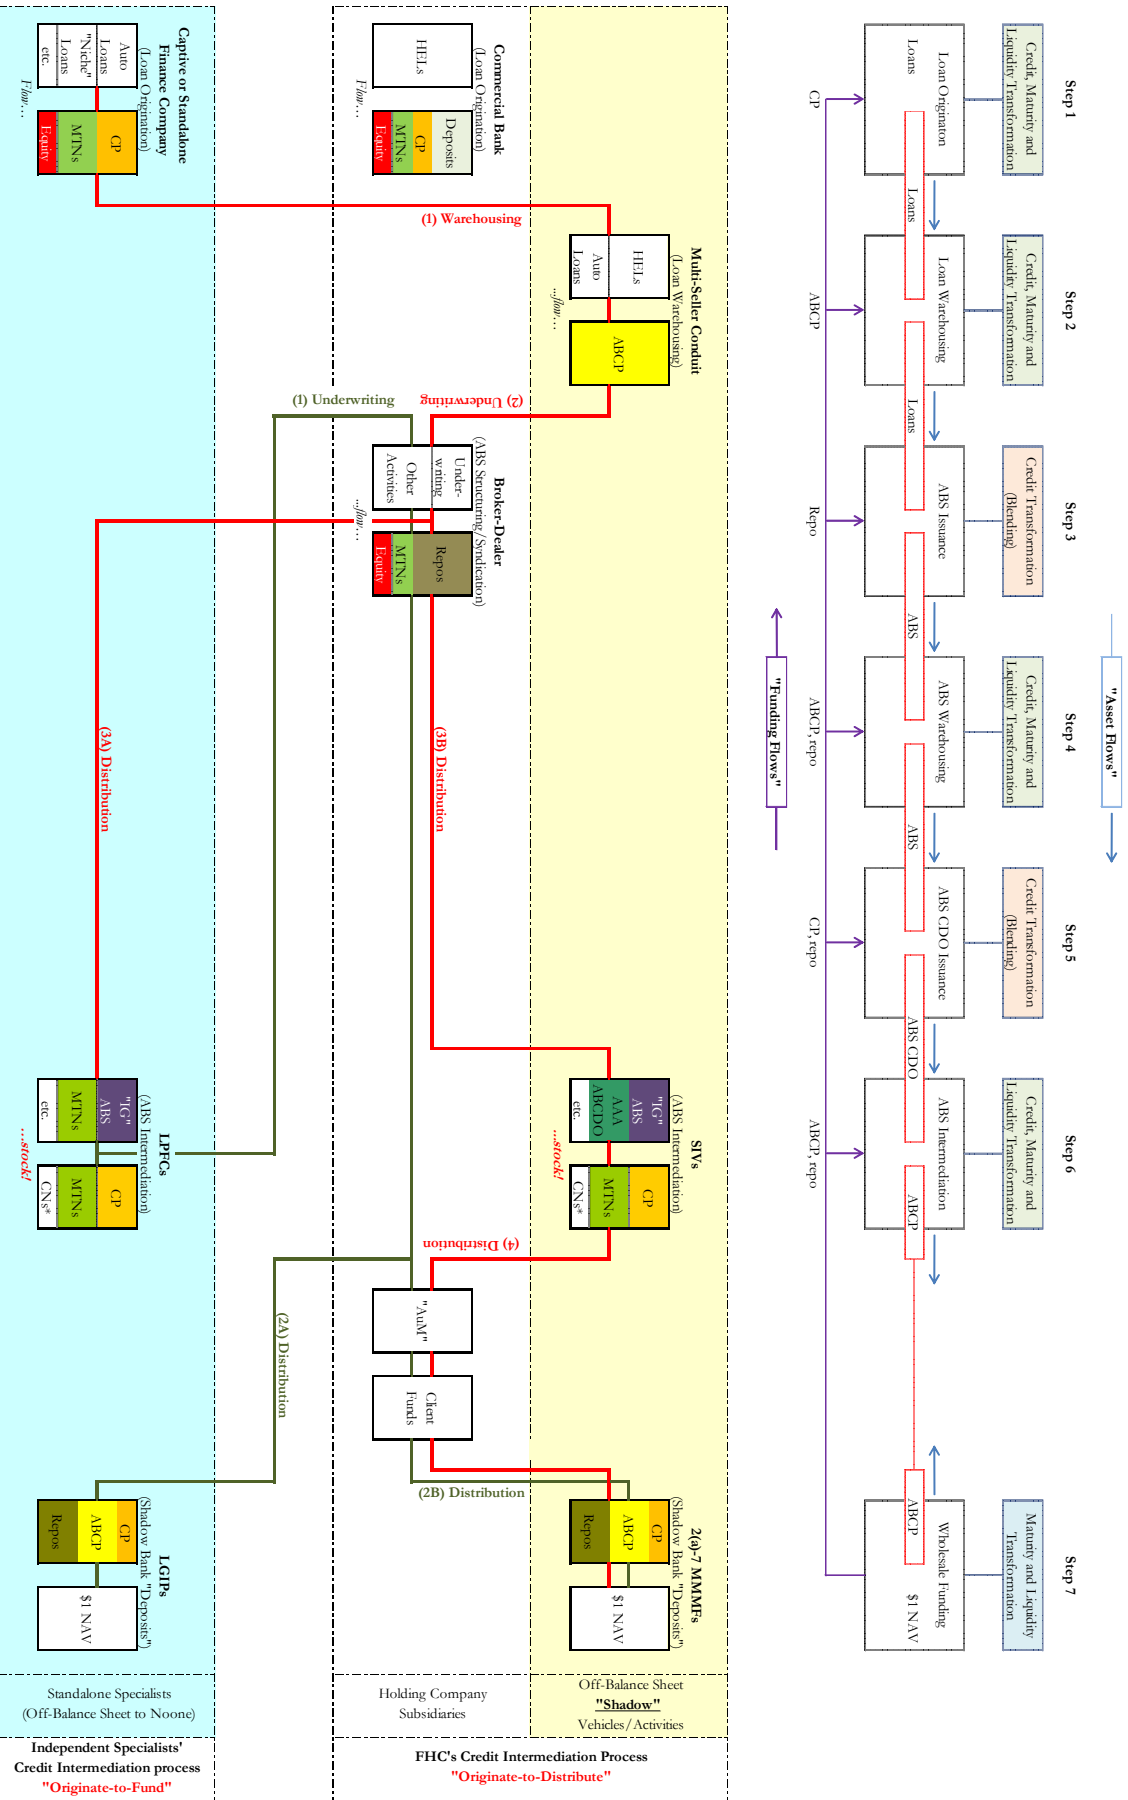 Step 1
Step 2
Step 3
Step 4
Step 5
Step 6
Step 7
"Asset Flows"
Credit, Maturity and
Liquidity Transformation
Credit, Maturity and
Liquidity Transformation
Credit Transformation
(Blending)
Credit, Maturity and
Liquidity Transformation
Credit Transformation
(Blending)
Credit, Maturity and
Liquidity Transformation
Maturity and Liquidity
Transformation
Loan Originaton
Loan Warehousing
ABS Issuance
ABS Warehousing
ABS CDO Issuance
ABS Intermediation
Wholesale Funding
Loans
Loans
Loans
ABS
ABS
ABS CDO
ABCP
ABCP
$1 NAV
CP
ABCP
Repo
ABCP, repo
CP, repo
ABCP, repo
"Funding Flows"
Multi-Seller Conduit
(Loan Warehousing)
HELs
Auto
Loans
ABCP
...flow…
SIVs
(ABS Intermediation)
"IG"
ABS
AAA
ABCDO
etc.
CP
MTNs
CNs*
...stock!
2(a)-7 MMMFs
(Shadow Bank "Deposits")
CP
ABCP
Repos
$1 NAV
Off-Balance Sheet
"Shadow"
Vehicles/Activities
(1) Warehousing
(2) Underwriting
(4) Distribution
(2B) Distribution
Commercial Bank
(Loan Origination)
HELs
Deposits
CP
MTNs
Flow…
Broker-Dealer
(ABS Structuring/Syndication)
Under-
writing
Other
Activities
Repos
MTNs
Equity
...flow…
(3B) Distribution
"AuM"
Client
Funds
Holding Company
Subsidiaries
FHC's Credit Intermediation Process
"Originate-to-Distribute"
(1) Underwriting
(2A) Distribution
Captive or Standalone
Finance Company
(Loan Origination)
Auto
Loans
"Niche"
Loans
etc.
CP
MTNs
Equity
Flow…
(3A) Distribution
LPFCs
(ABS Intermediation)
"IG"
ABS
MTNs
etc.
CP
MTNs
CNs*
…stock!
LGIPs
(Shadow Bank "Deposits")
CP
ABCP
Repos
$1 NAV
Standalone Specialists
(Off-Balance Sheet to Noone)
Independent Specialists'
Credit Intermediation process
"Originate-to-Fund"